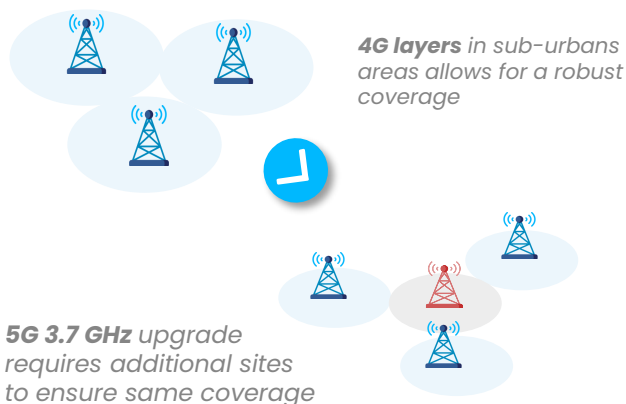 4G layers in sub-urbans
areas allows for a robust
coverage
5G 3.7 GHz upgrade
requires additional sites
to ensure same coverage